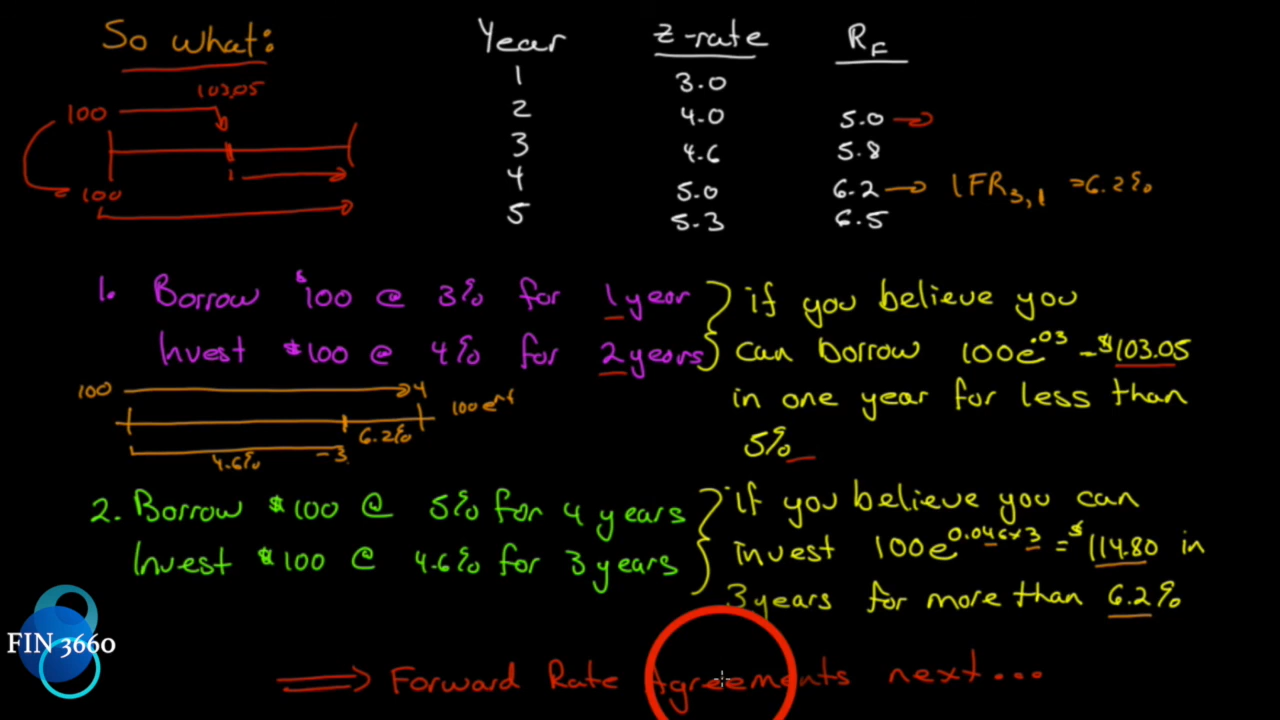 So what:
Year z-rate R_F
1 3.0
2 4.0 5.0 →
3 4.6 5.8
4 5.0 6.2 → IFR_3,1 = 6.2%
5 5.3 6.5
103.05
100
1
100
1. Borrow $100 @ 3% for 1 year
Invest $100 @ 4% for 2 years
if you believe you
can borrow 100e^.03 = $103.05
in one year for less than
5%
100 4
100e^rt
6.2%
4.6% 3
2. Borrow $100 @ 5% for 4 years
Invest $100 @ 4.6% for 3 years
if you believe you can
invest 100e^0.046x3 = $114.80 in
3 years for more than 6.2%
FIN 3660
⇒ Forward Rate Agreements next...